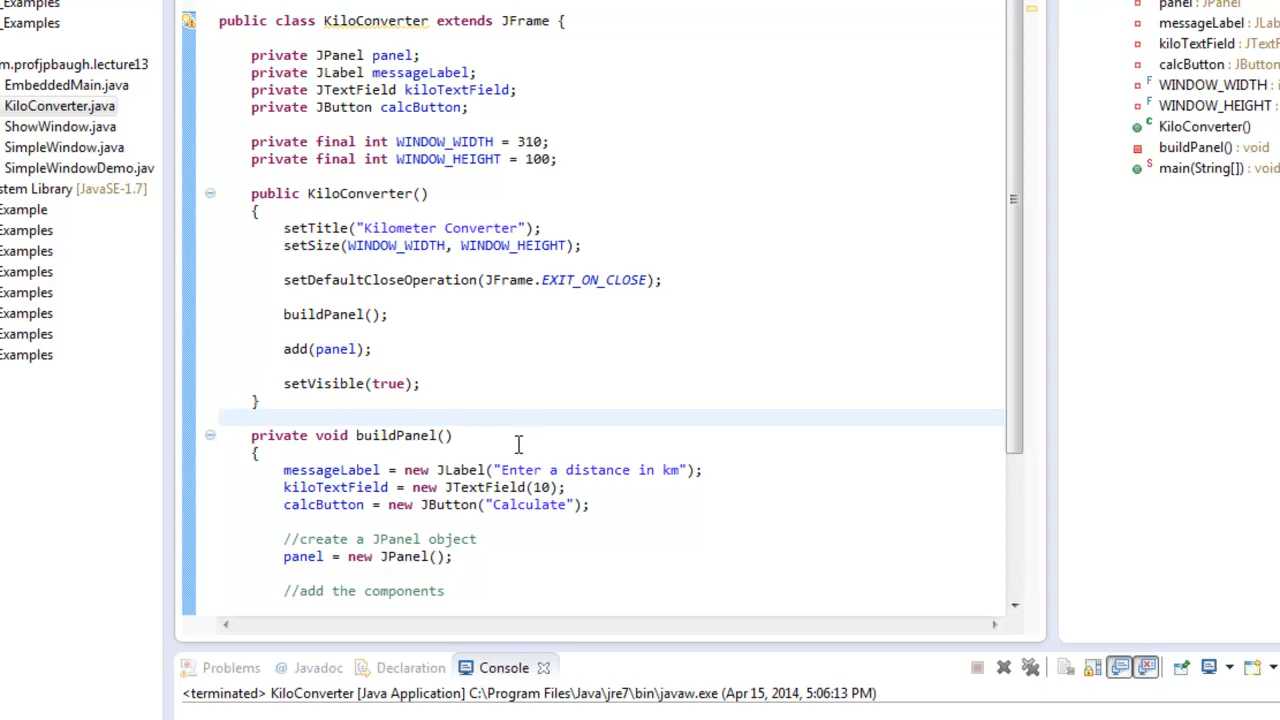 _Examples
_Examples
m.profjpbaugh.lecture13
EmbeddedMain.java
KiloConverter.java
ShowWindow.java
SimpleWindow.java
SimpleWindowDemo.jav
stem Library [JavaSE-1.7]
Example
Examples
Examples
Examples
Examples
Examples
Examples
Examples
public class KiloConverter extends JFrame {
private JPanel panel;
private JLabel messageLabel;
private JTextField kiloTextField;
private JButton calcButton;
private final int WINDOW_WIDTH = 310;
private final int WINDOW_HEIGHT = 100;
public KiloConverter()
{
setTitle("Kilometer Converter");
setSize(WINDOW_WIDTH, WINDOW_HEIGHT);
setDefaultCloseOperation(JFrame.EXIT_ON_CLOSE);
buildPanel();
add(panel);
setVisible(true);
}
private void buildPanel()
{
messageLabel = new JLabel("Enter a distance in km");
kiloTextField = new JTextField(10);
calcButton = new JButton("Calculate");
//create a JPanel object
panel = new JPanel();
//add the components
panel : JPanel
messageLabel : JLab
kiloTextField : JTextF
calcButton : JButton
WINDOW_WIDTH : i
WINDOW_HEIGHT :
KiloConverter()
buildPanel() : void
main(String[]) : void
Problems @ Javadoc Declaration Console
<terminated> KiloConverter [Java Application] C:\Program Files\Java\jre7\bin\javaw.exe (Apr 15, 2014, 5:06:13 PM)